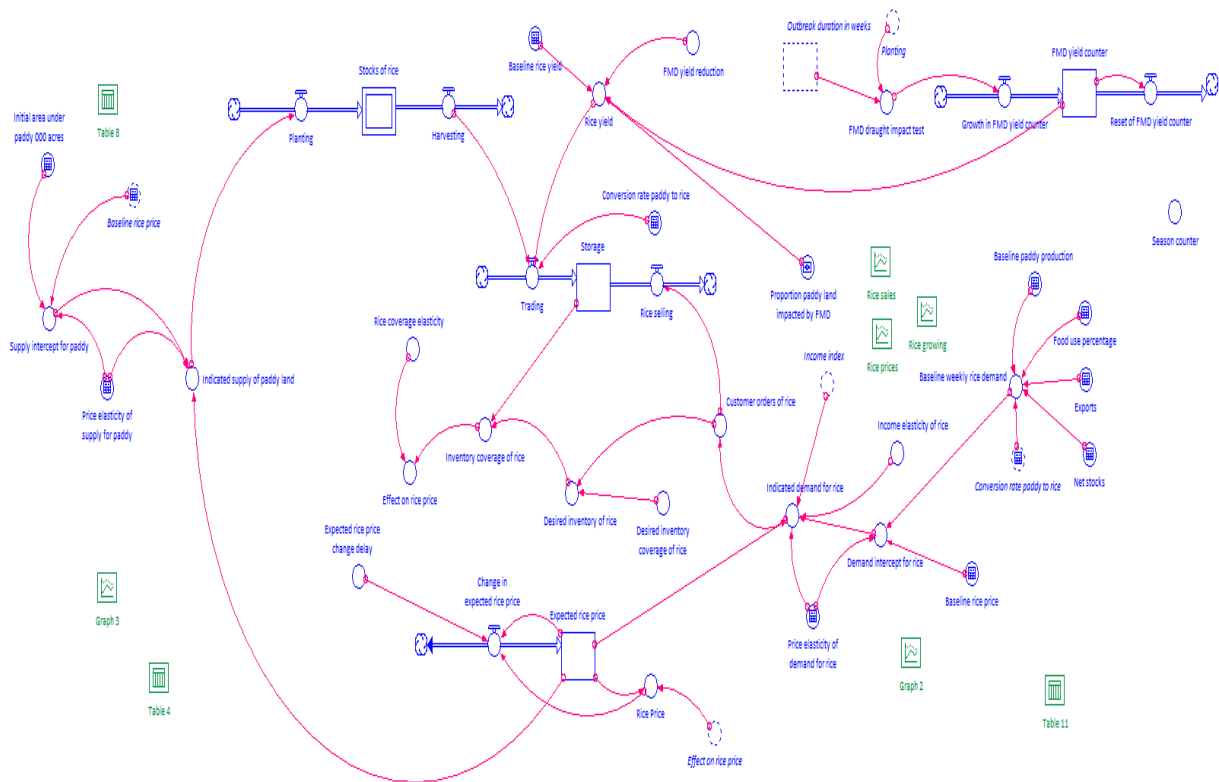 Outbreak duration in weeks
Planting
FMD yield counter
Baseline rice yield
FMD yield reduction
Stocks of rice
Table 8
Initial area under
paddy 000 acres
Planting
Harvesting
Rice yield
FMD draught impact test
Growth in FMD yield counter
Reset of FMD yield counter
Baseline rice price
Conversion rate paddy to rice
Season counter
Storage
Baseline paddy production
Trading
Rice selling
Proportion paddy land
impacted by FMD
Rice sales
Rice coverage elasticity
Supply intercept for paddy
Income index
Rice growing
Rice prices
Food use percentage
Baseline weekly rice demand
Indicated supply of paddy land
Customer orders of rice
Exports
Price elasticity of
supply for paddy
Income elasticity of rice
Inventory coverage of rice
Effect on rice price
Indicated demand for rice
Conversion rate paddy to rice
Net stocks
Desired inventory of rice
Desired inventory
coverage of rice
Expected rice price
change delay
Demand intercept for rice
Change in
expected rice price
Expected rice price
Baseline rice price
Graph 3
Price elasticity of
demand for rice
Graph 2
Table 4
Rice Price
Table 11
Effect on rice price